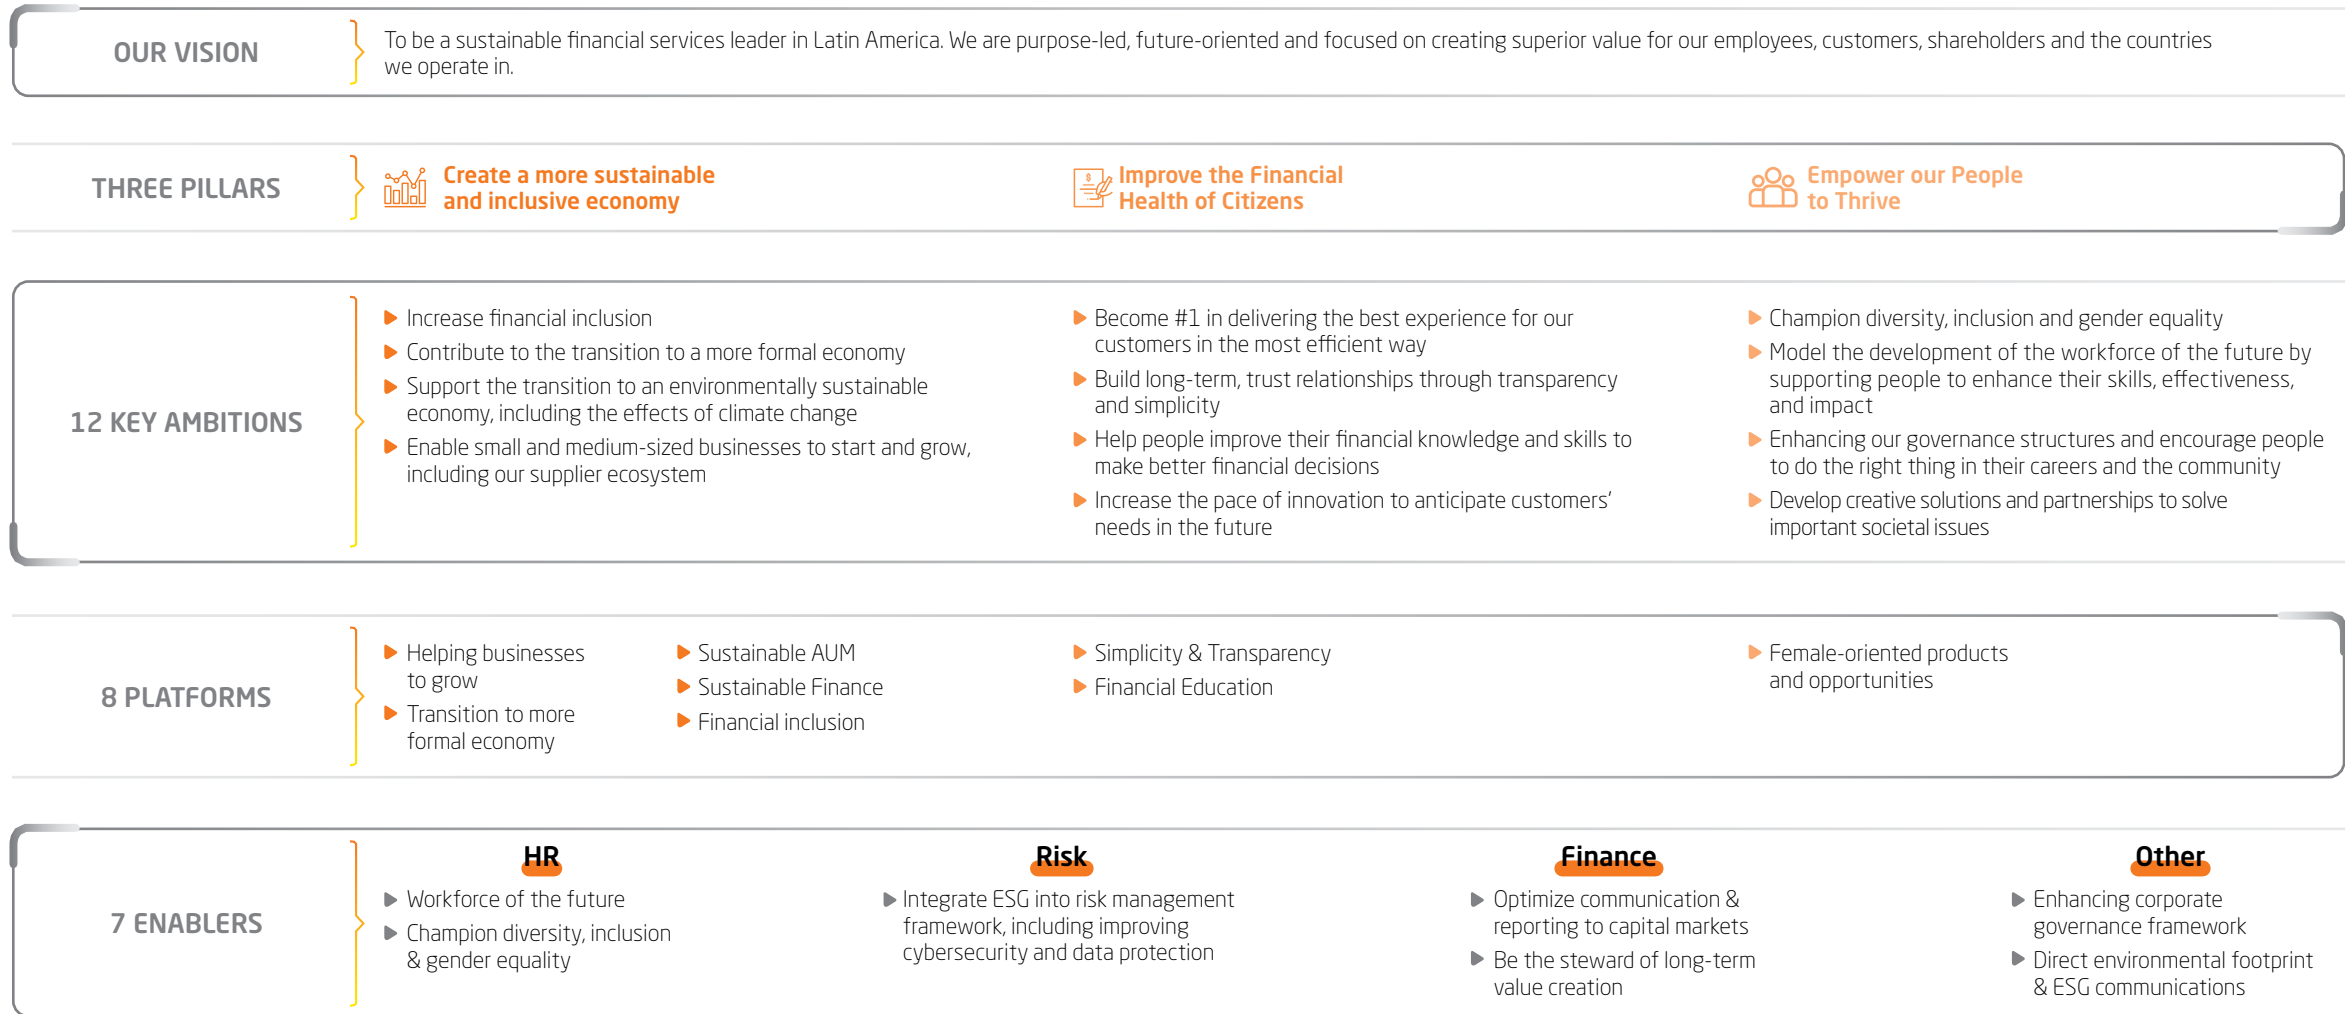 OUR VISION
To be a sustainable financial services leader in Latin America. We are purpose-led, future-oriented and focused on creating superior value for our employees, customers, shareholders and the countries
we operate in.
THREE PILLARS
Create a more sustainable
and inclusive economy
Improve the Financial
Health of Citizens
Empower our People
to Thrive
12 KEY AMBITIONS
Increase financial inclusion
Contribute to the transition to a more formal economy
Support the transition to an environmentally sustainable
economy, including the effects of climate change
Enable small and medium-sized businesses to start and grow,
including our supplier ecosystem
Become #1 in delivering the best experience for our
customers in the most efficient way
Build long-term, trust relationships through transparency
and simplicity
Help people improve their financial knowledge and skills to
make better financial decisions
Increase the pace of innovation to anticipate customers'
needs in the future
Champion diversity, inclusion and gender equality
Model the development of the workforce of the future by
supporting people to enhance their skills, effectiveness,
and impact
Enhancing our governance structures and encourage people
to do the right thing in their careers and the community
Develop creative solutions and partnerships to solve
important societal issues
8 PLATFORMS
Helping businesses
to grow
Transition to more
formal economy
Sustainable AUM
Sustainable Finance
Financial inclusion
Simplicity & Transparency
Financial Education
Female-oriented products
and opportunities
7 ENABLERS
HR
Workforce of the future
Champion diversity, inclusion
& gender equality
Risk
Integrate ESG into risk management
framework, including improving
cybersecurity and data protection
Finance
Optimize communication &
reporting to capital markets
Be the steward of long-term
value creation
Other
Enhancing corporate
governance framework
Direct environmental footprint
& ESG communications